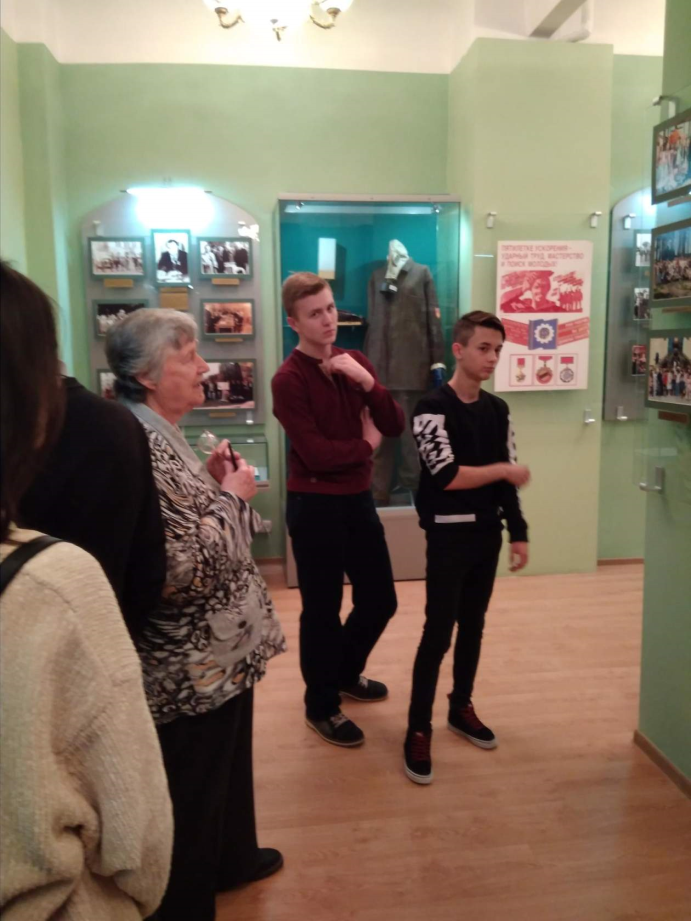 ПЯТИЛЕТКЕ УСКОРЕНИЯ -
УДАРНЫЙ ТРУД, МАСТЕРСТВО
И ПОИСК МОЛОДЫХ!